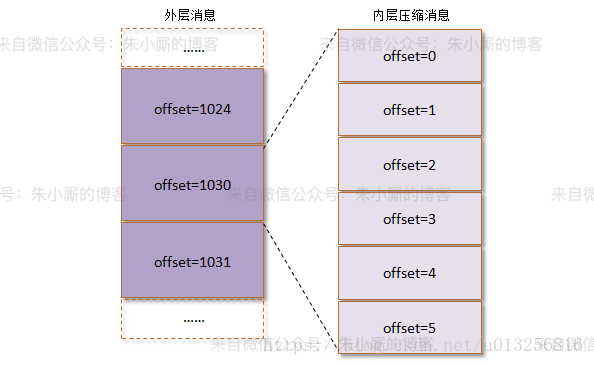 外层消息
内层压缩消息
来自微信公众号：朱小厮的博客
来自微信公众号：朱小厮的博客
......
offset=0
offset=1024
offset=1
offset=2
offset=1030
号：朱小厮的博客
来自微信公众号：朱小厮的博客
来自微
offset=3
offset=1031
offset=4
......
offset=5
来自微信公众号：朱小厮的博客
https://blog.csdn.net/u013256816